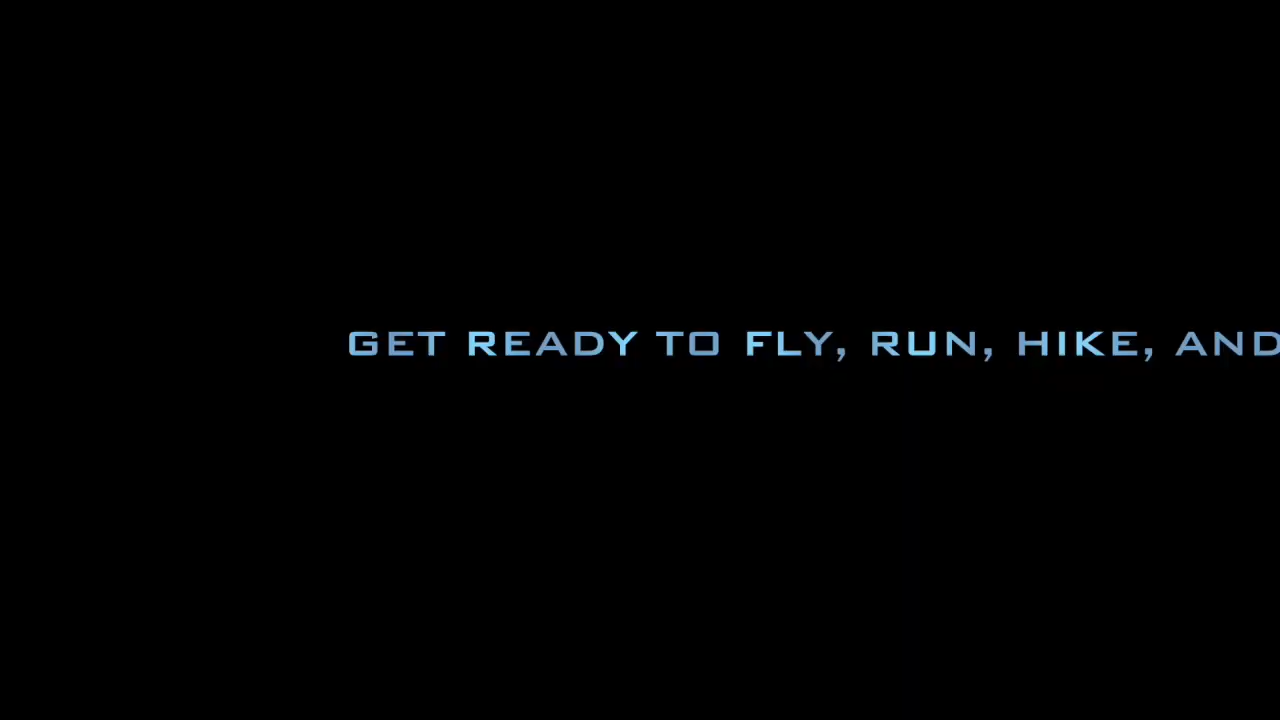 GET READY TO FLY, RUN, HIKE, AND